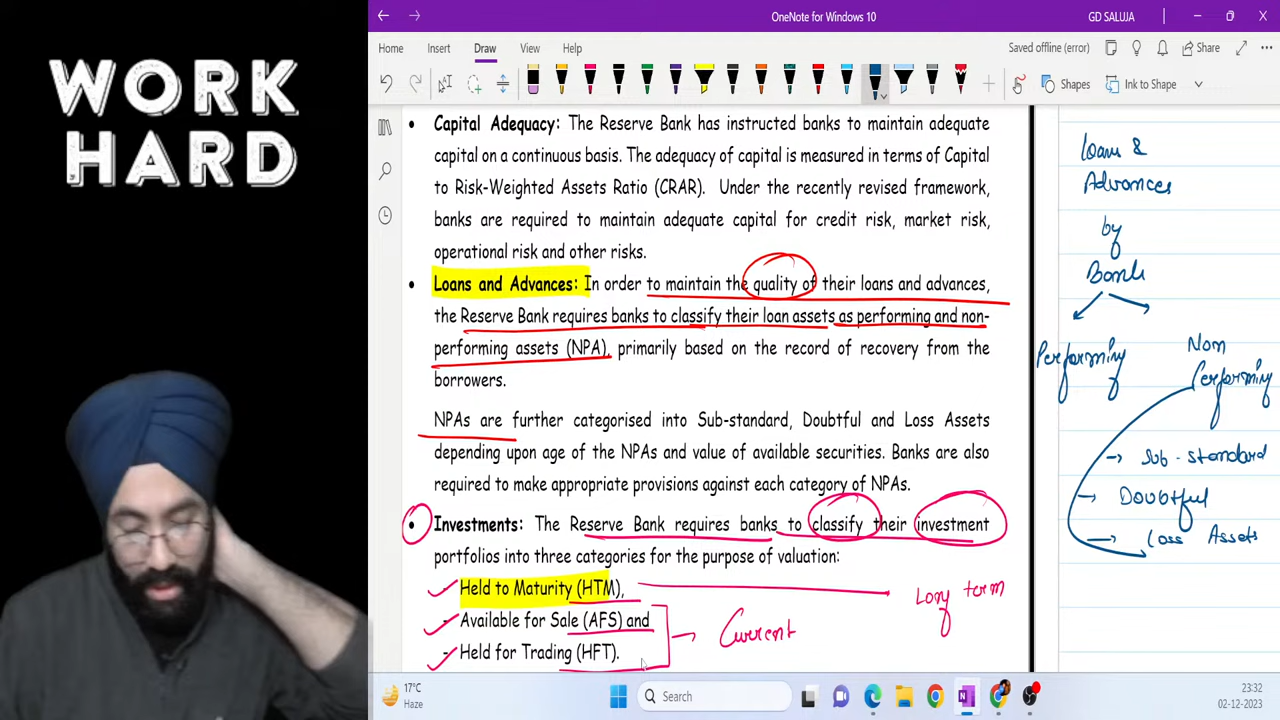 WORK
HARD
OneNote for Windows 10
GD SALUJA
Home Insert Draw View Help
Saved offline (error)
Share
Shapes
Ink to Shape
• Capital Adequacy: The Reserve Bank has instructed banks to maintain adequate
capital on a continuous basis. The adequacy of capital is measured in terms of Capital
to Risk-Weighted Assets Ratio (CRAR). Under the recently revised framework,
banks are required to maintain adequate capital for credit risk, market risk,
operational risk and other risks.
• Loans and Advances: In order to maintain the quality of their loans and advances,
the Reserve Bank requires banks to classify their loan assets as performing and non-
performing assets (NPA), primarily based on the record of recovery from the
borrowers.
NPAs are further categorised into Sub-standard, Doubtful and Loss Assets
depending upon age of the NPAs and value of available securities. Banks are also
required to make appropriate provisions against each category of NPAs.
• Investments: The Reserve Bank requires banks to classify their investment
portfolios into three categories for the purpose of valuation:
- Held to Maturity (HTM),
Long term
- Available for Sale (AFS) and
Current
- Held for Trading (HFT).
Loans &
Advances
by
Bank
Performing
Non
Performing
Sub-standard
Doubtful
Loss Assets
17°C
Haze
Search
23:32
02-12-2023